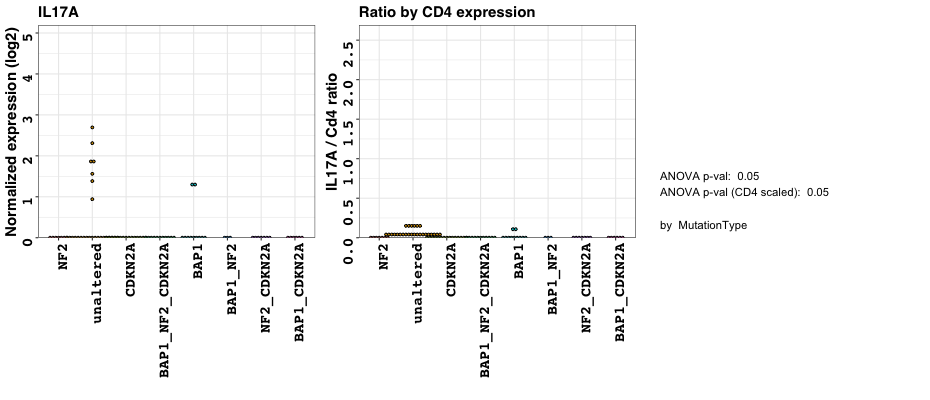 IL17A
Normalized expression (log2)
5
4
3
2
1
0
NF2
unaltered
CDKN2A
BAP1_NF2_CDKN2A
BAP1
BAP1_NF2
NF2_CDKN2A
BAP1_CDKN2A
Ratio by CD4 expression
IL17A / Cd4 ratio
2.5
2.0
1.5
1.0
0.5
0.0
NF2
unaltered
CDKN2A
BAP1_NF2_CDKN2A
BAP1
BAP1_NF2
NF2_CDKN2A
BAP1_CDKN2A
ANOVA p-val: 0.05
ANOVA p-val (CD4 scaled): 0.05
by MutationType